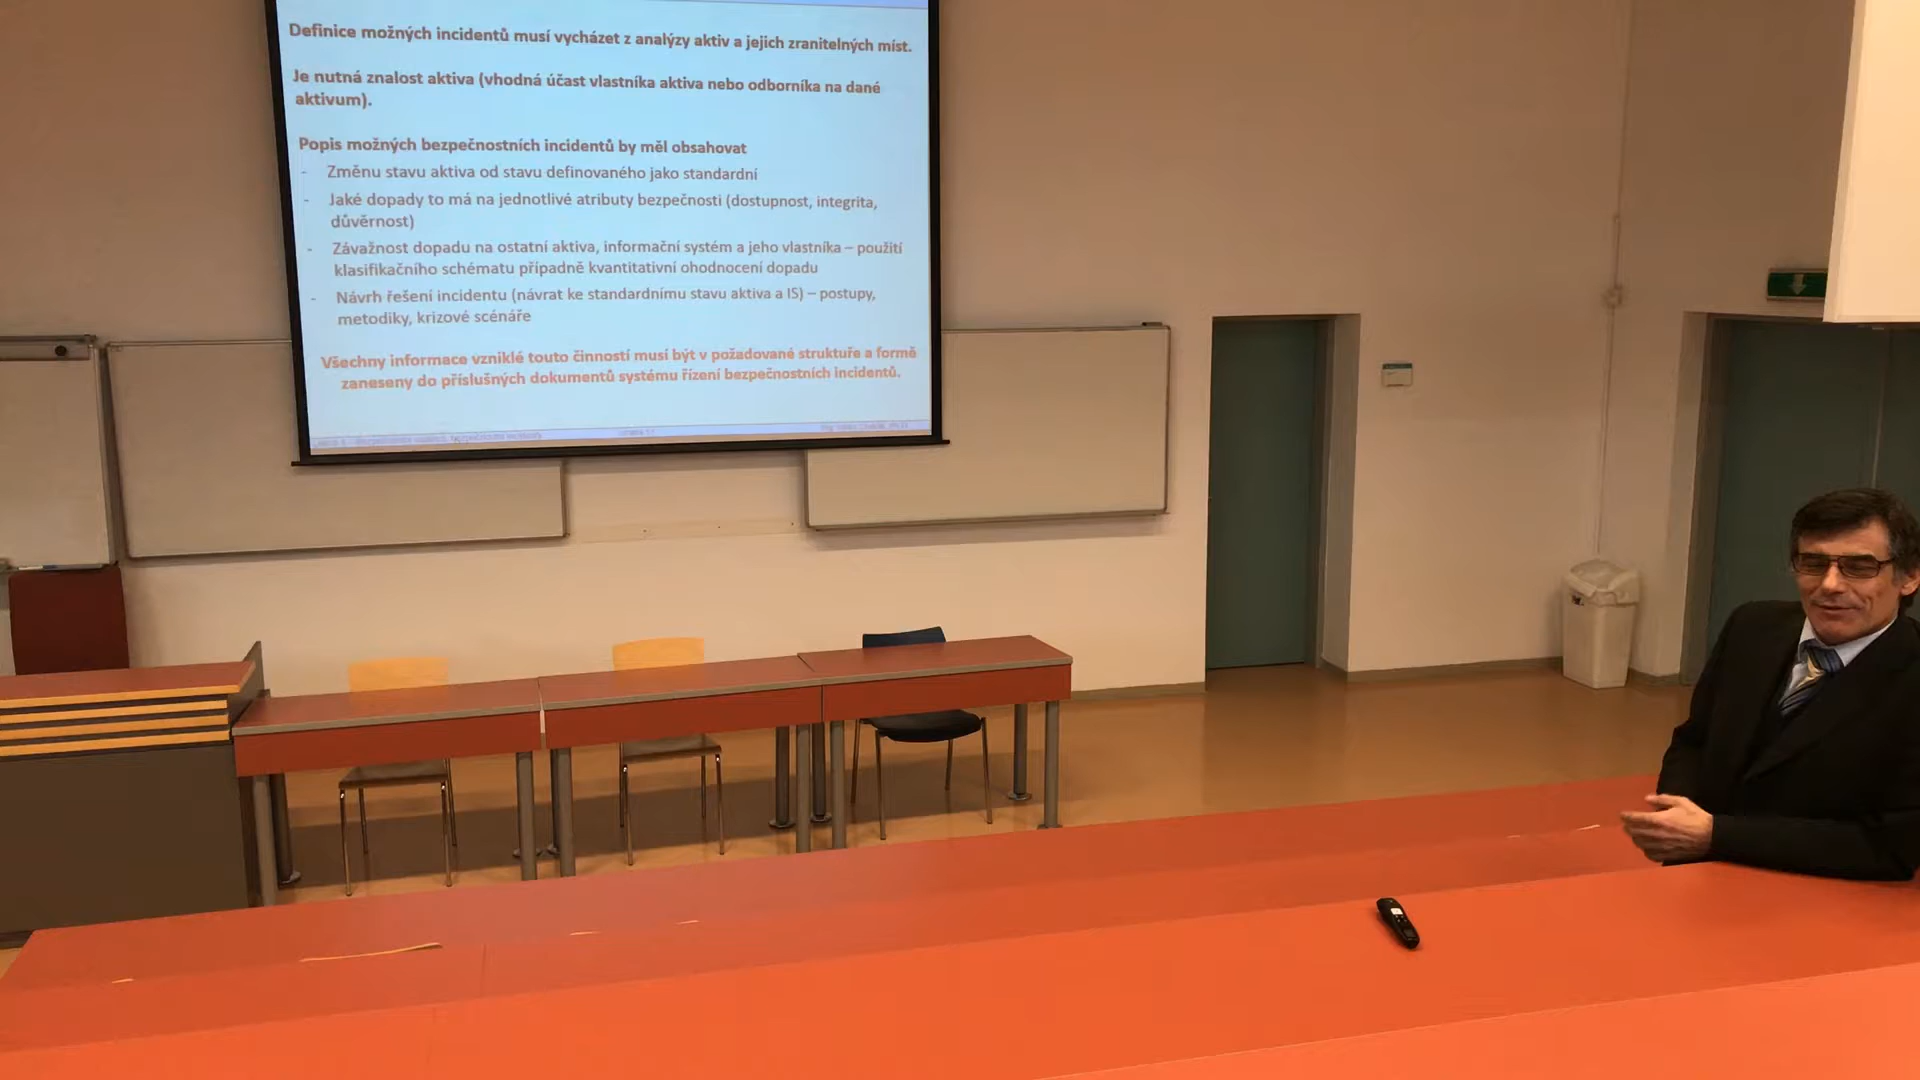 Definice možných incidentů musí vycházet z analýzy aktiv a jejich zranitelných míst.
Je nutná znalost aktiva (vhodná účast vlastníka aktiva nebo odborníka na dané
aktivum).
Popis možných bezpečnostních incidentů by měl obsahovat
- Změnu stavu aktiva od stavu definovaného jako standardní
- Jaké dopady to má na jednotlivé atributy bezpečnosti (dostupnost, integrita,
důvěrnost)
- Závažnost dopadu na ostatní aktiva, informační systém a jeho vlastníka – použití
klasifikačního schématu případně kvantitativní ohodnocení dopadu
- Návrh řešení incidentu (návrat ke standardnímu stavu aktiva a IS) – postupy,
metodiky, krizové scénáře
Všechny informace vzniklé touto činností musí být v požadované struktuře a formě
zaneseny do příslušných dokumentů systému řízení bezpečnostních incidentů.